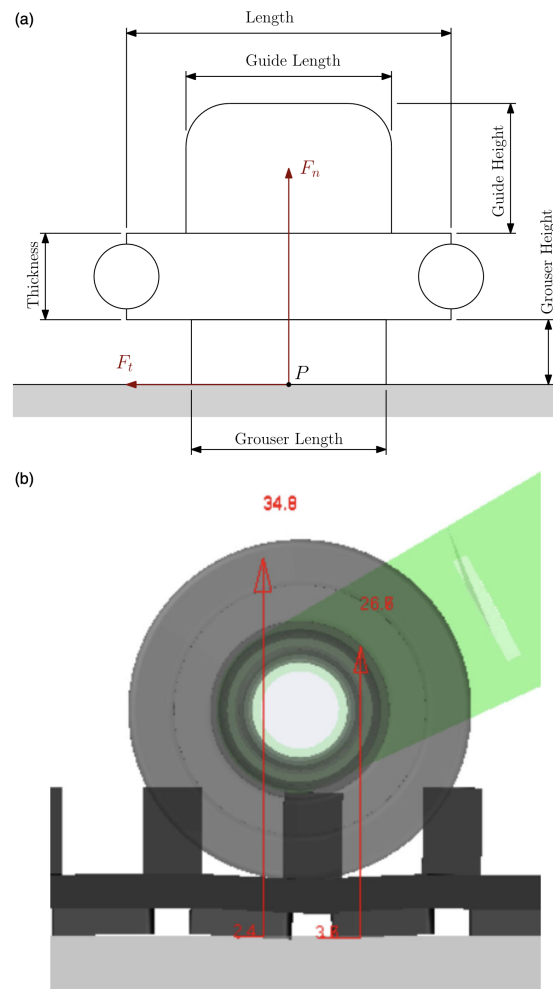 (a)
Length
Guide Length
Guide Height
F_n
Thickness
Grouser Height
F_t
P
Grouser Length
(b)
34.8
26.6
2.4
3.8